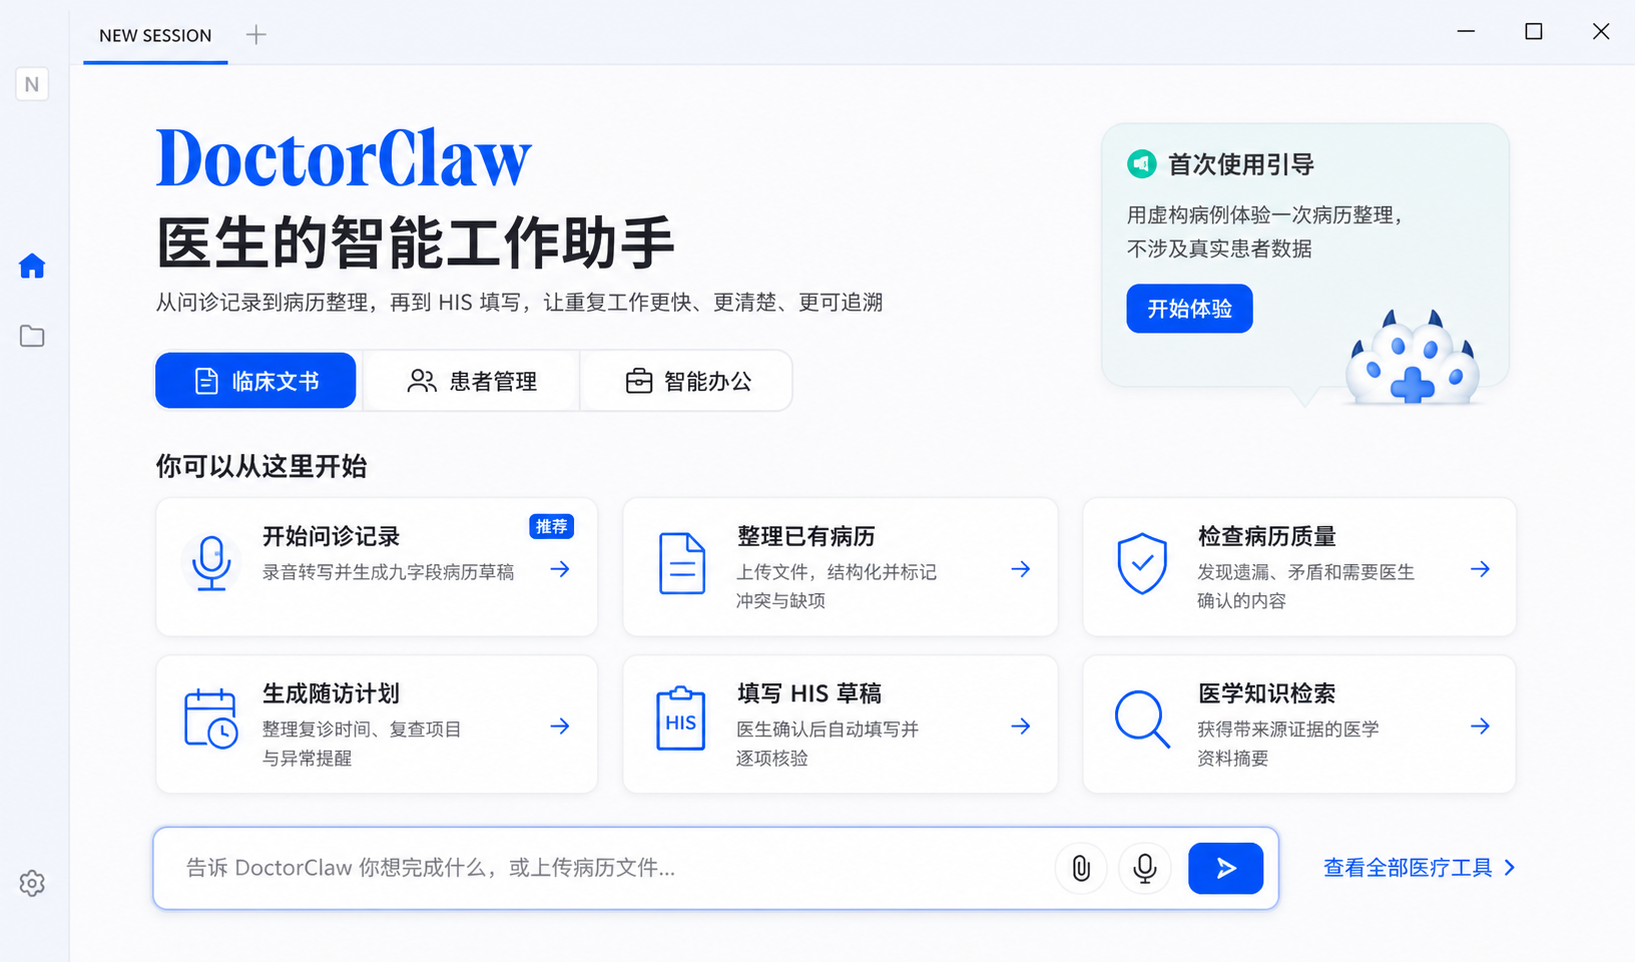 NEW SESSION
N
DoctorClaw
医生的智能工作助手
从问诊记录到病历整理，再到 HIS 填写，让重复工作更快、更清楚、更可追溯
首次使用引导
用虚构病例体验一次病历整理，
不涉及真实患者数据
开始体验
临床文书
患者管理
智能办公
你可以从这里开始
开始问诊记录
推荐
录音转写并生成九字段病历草稿
整理已有病历
上传文件，结构化并标记
冲突与缺项
检查病历质量
发现遗漏、矛盾和需要医生
确认的内容
生成随访计划
整理复诊时间、复查项目
与异常提醒
HIS
填写 HIS 草稿
医生确认后自动填写并
逐项核验
医学知识检索
获得带来源证据的医学
资料摘要
告诉 DoctorClaw 你想完成什么，或上传病历文件...
查看全部医疗工具